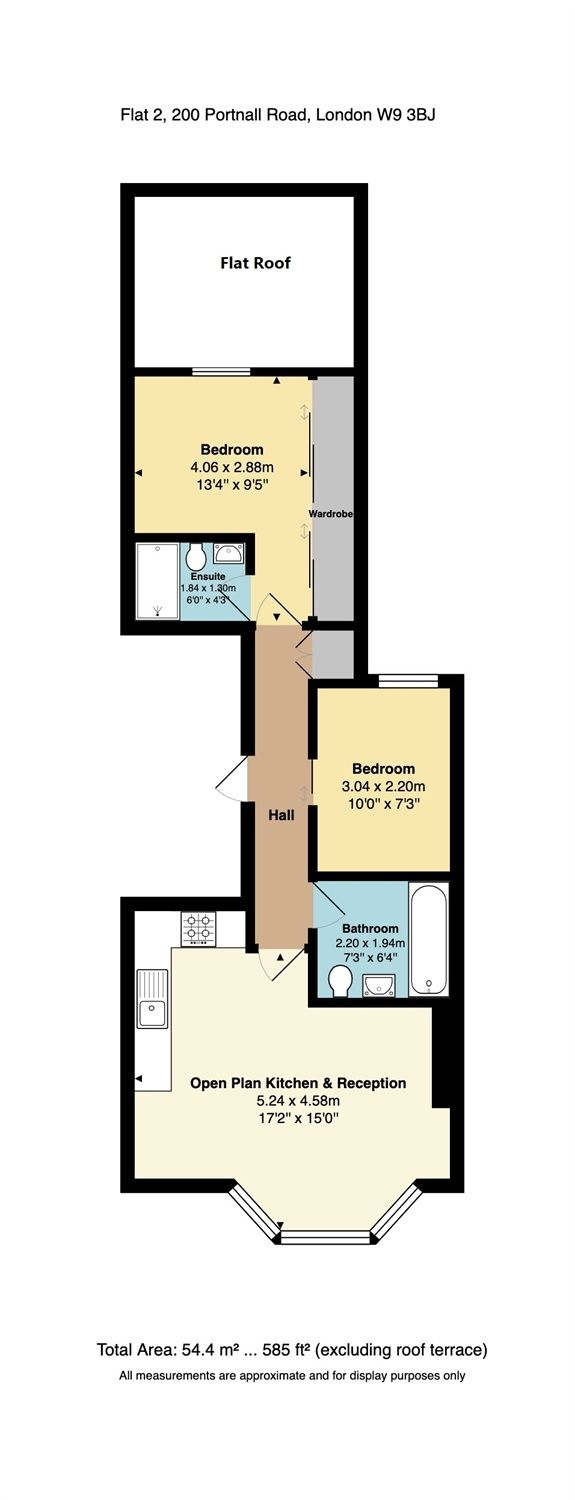 Flat 2, 200 Portnall Road, London W9 3BJ
Flat Roof
Bedroom
4.06 x 2.88m
13'4" x 9'5"
Wardrobe
Ensuite
1.84 x 1.30m
6'0" x 4'3"
Bedroom
3.04 x 2.20m
10'0" x 7'3"
Hall
Bathroom
2.20 x 1.94m
7'3" x 6'4"
Open Plan Kitchen & Reception
5.24 x 4.58m
17'2" x 15'0"
Total Area: 54.4 m² ... 585 ft² (excluding roof terrace)
All measurements are approximate and for display purposes only